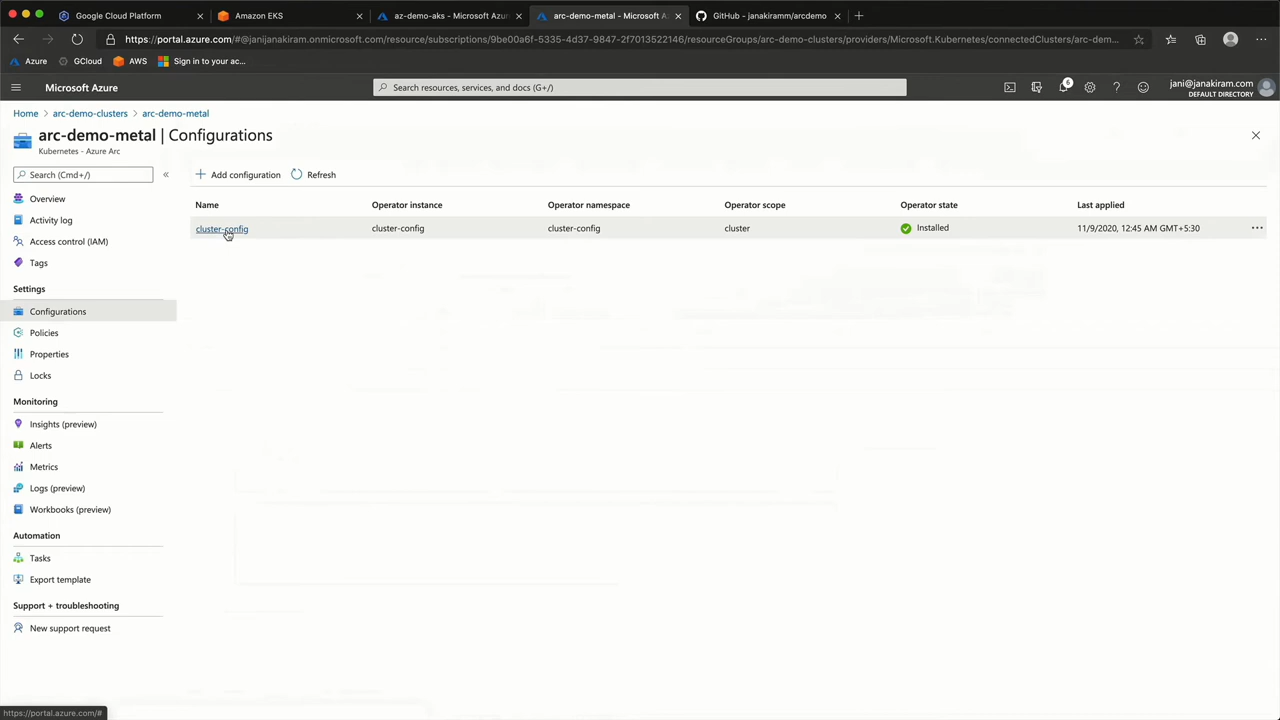 Google Cloud Platform
Amazon EKS
az-demo-aks - Microsoft Azure
arc-demo-metal - Microsoft A
GitHub - janakiramm/arcdemo
https://portal.azure.com/#@janijanakiram.onmicrosoft.com/resource/subscriptions/9be00a6f-5335-4d37-9847-2f7013522146/resourceGroups/arc-demo-clusters/providers/Microsoft.Kubernetes/connectedClusters/arc-dem...
Azure
GCloud
AWS
Sign in to your ac...
Microsoft Azure
Search resources, services, and docs (G+/)
6
jani@janakiram.com
DEFAULT DIRECTORY
Home > arc-demo-clusters > arc-demo-metal
arc-demo-metal | Configurations
Kubernetes - Azure Arc
Search (Cmd+/)
Add configuration
Refresh
Name Operator instance Operator namespace Operator scope Operator state Last applied
cluster-config cluster-config cluster-config cluster Installed 11/9/2020, 12:45 AM GMT+5:30
Overview
Activity log
Access control (IAM)
Tags
Settings
Configurations
Policies
Properties
Locks
Monitoring
Insights (preview)
Alerts
Metrics
Logs (preview)
Workbooks (preview)
Automation
Tasks
Export template
Support + troubleshooting
New support request
https://portal.azure.com/#